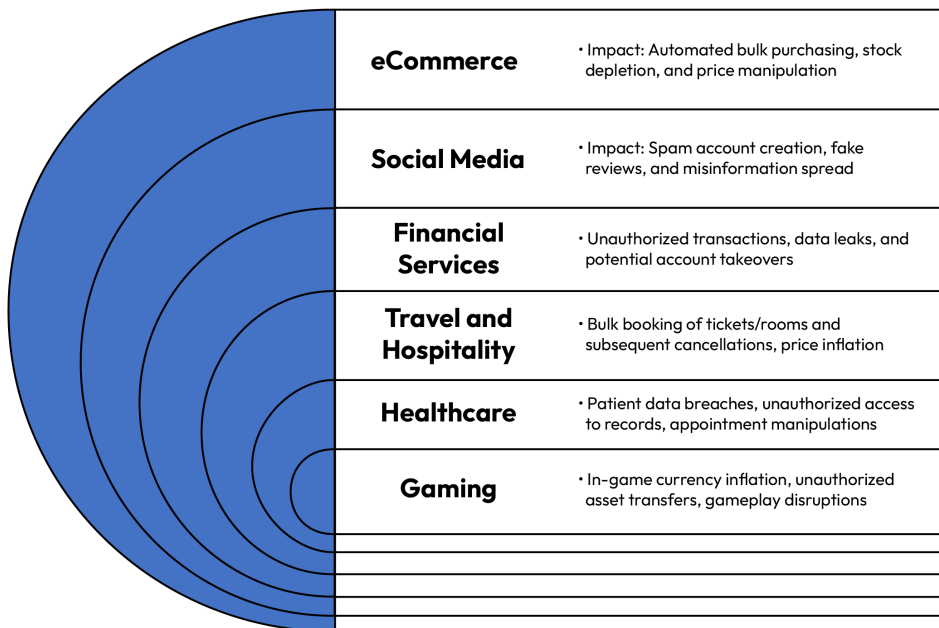 eCommerce
• Impact: Automated bulk purchasing, stock
depletion, and price manipulation
Social Media
• Impact: Spam account creation, fake
reviews, and misinformation spread
Financial
Services
• Unauthorized transactions, data leaks, and
potential account takeovers
Travel and
Hospitality
• Bulk booking of tickets/rooms and
subsequent cancellations, price inflation
Healthcare
• Patient data breaches, unauthorized access
to records, appointment manipulations
Gaming
• In-game currency inflation, unauthorized
asset transfers, gameplay disruptions